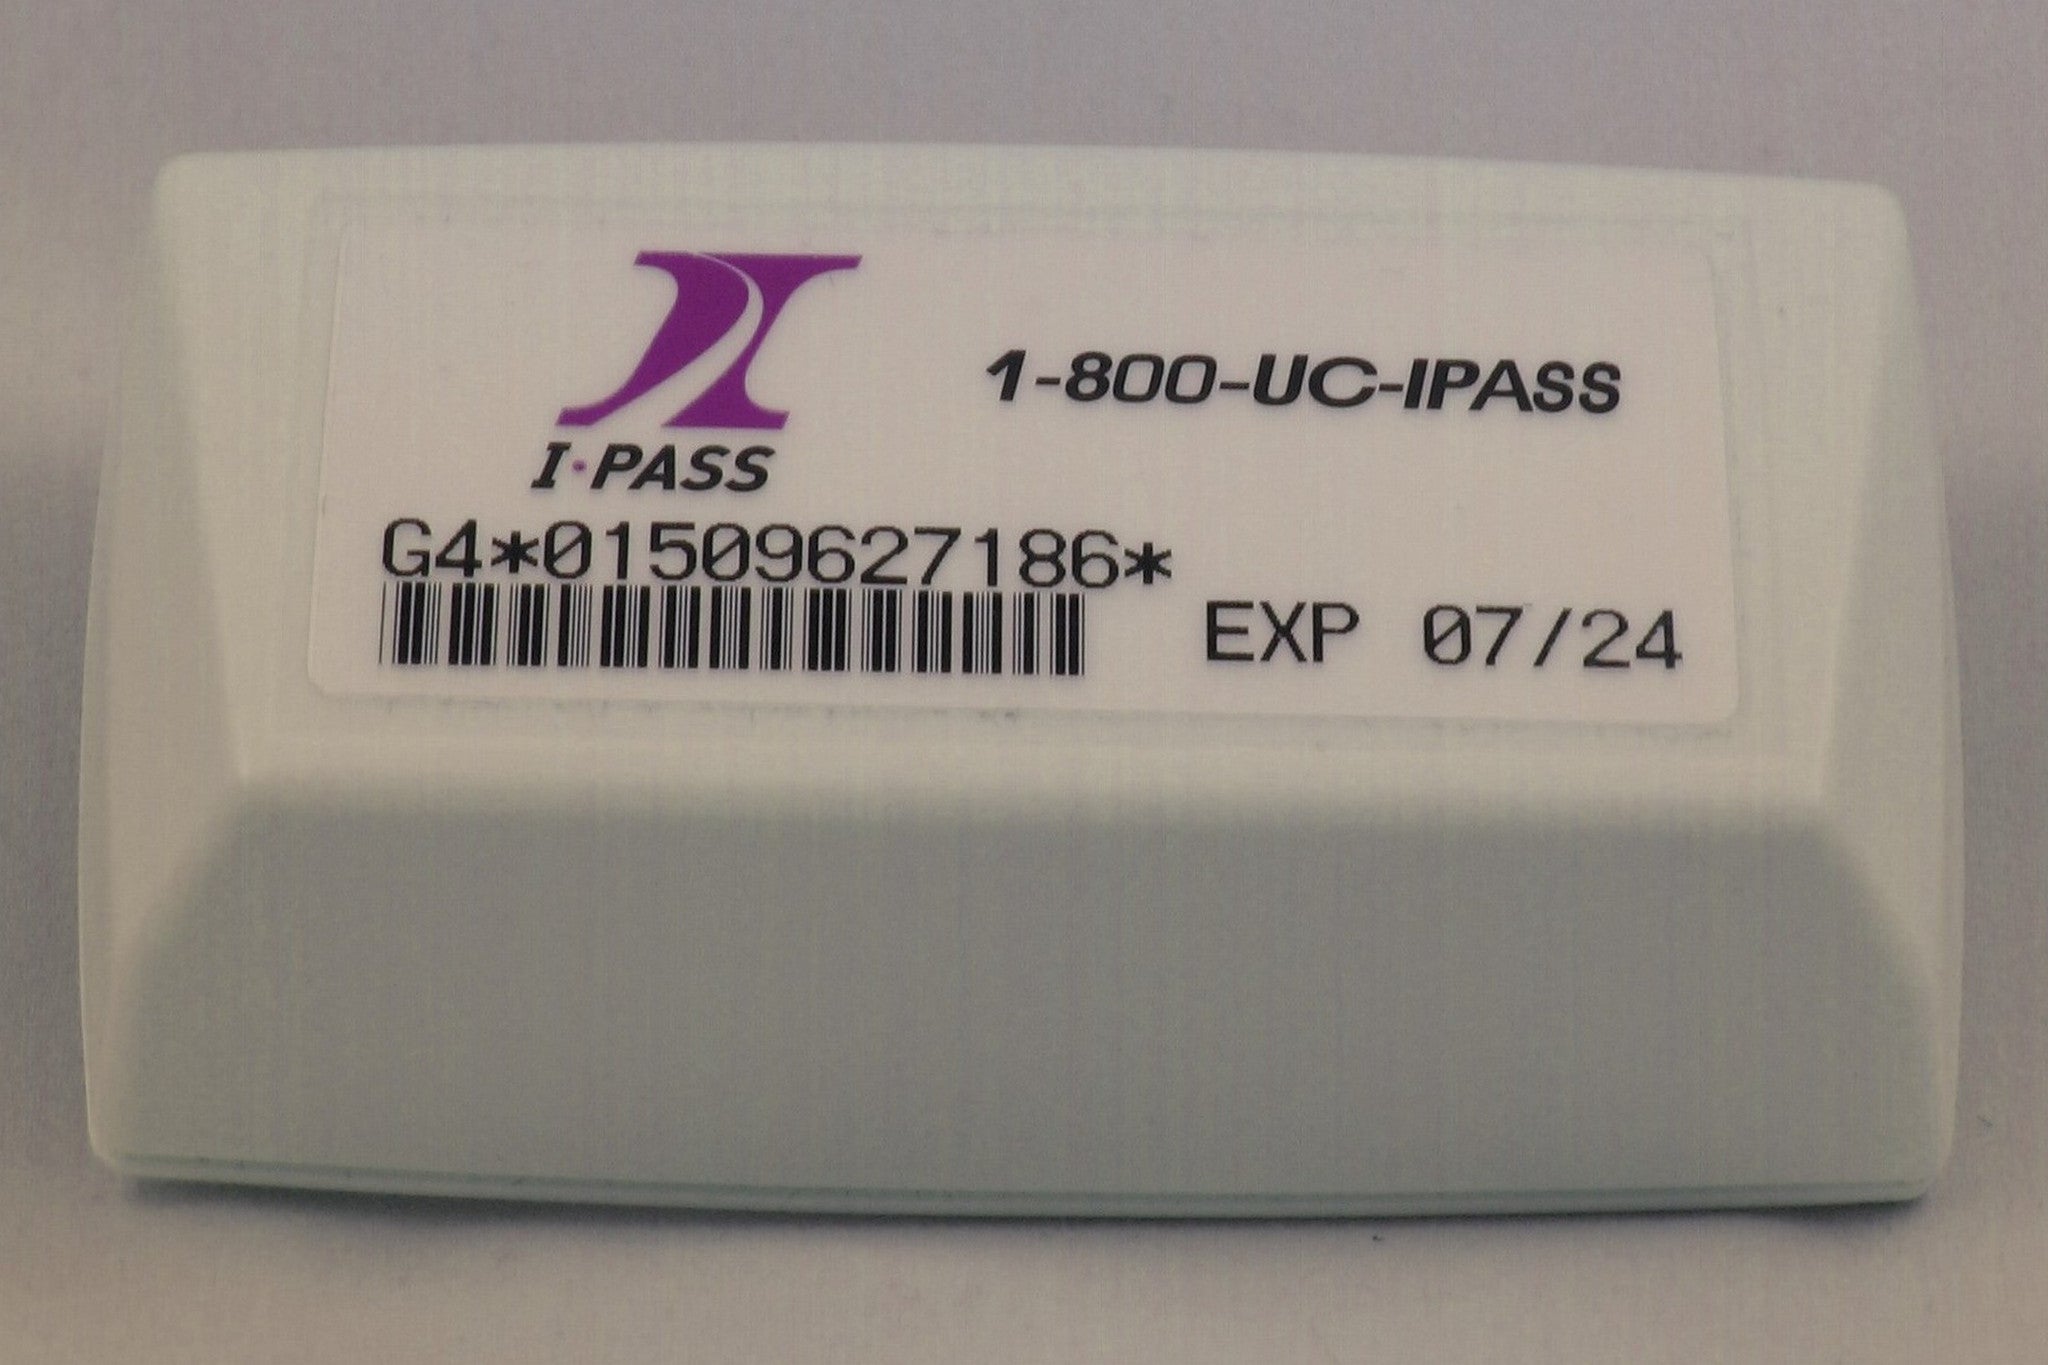 I·PASS
1-800-UC-IPASS
G4*01509627186*
EXP 07/24